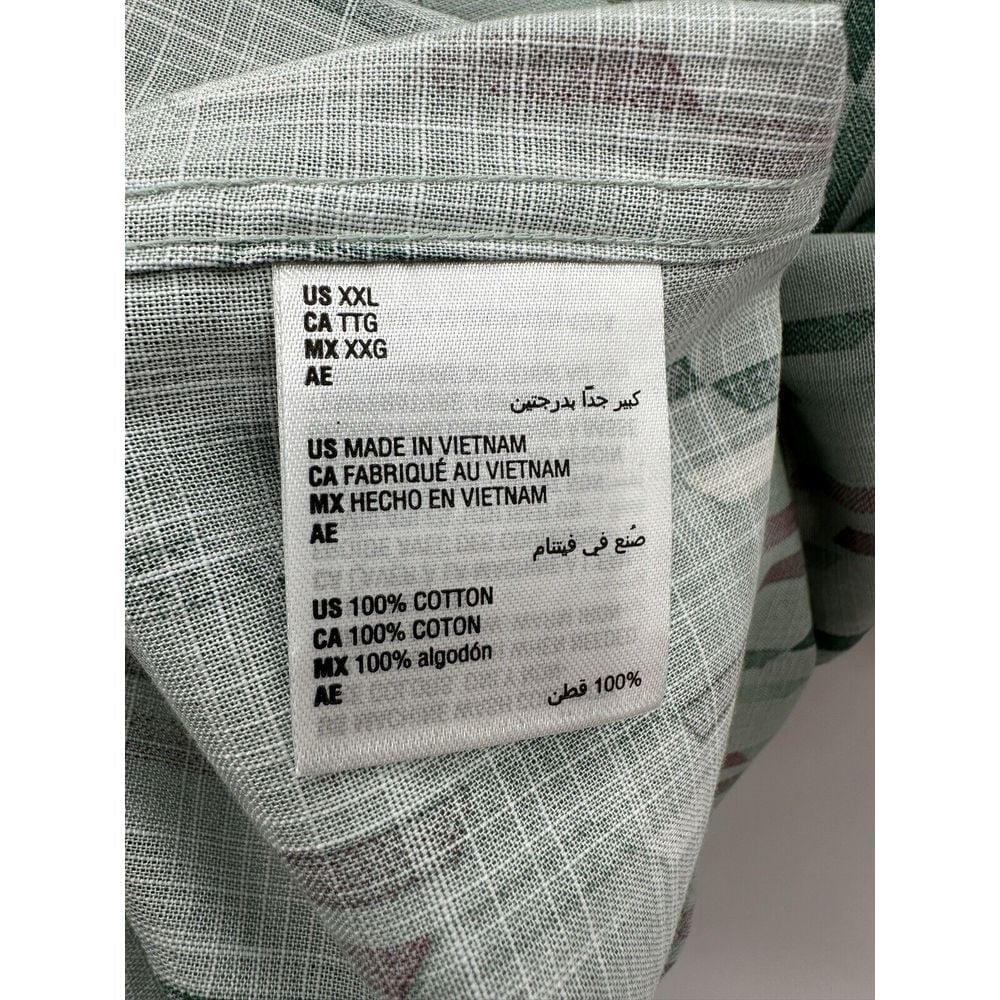 US XXL
CA TTG
MX XXG
AE
كبير جدًا بدرجتين
US MADE IN VIETNAM
CA FABRIQUÉ AU VIETNAM
MX HECHO EN VIETNAM
AE
صُنع في فيتنام
US 100% COTTON
CA 100% COTON
MX 100% algodón
AE
100% قطن